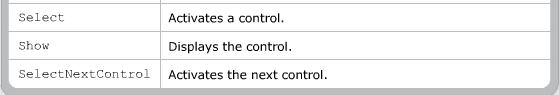 Select Activates a control.
Show Displays the control.
SelectNextControl Activates the next control.